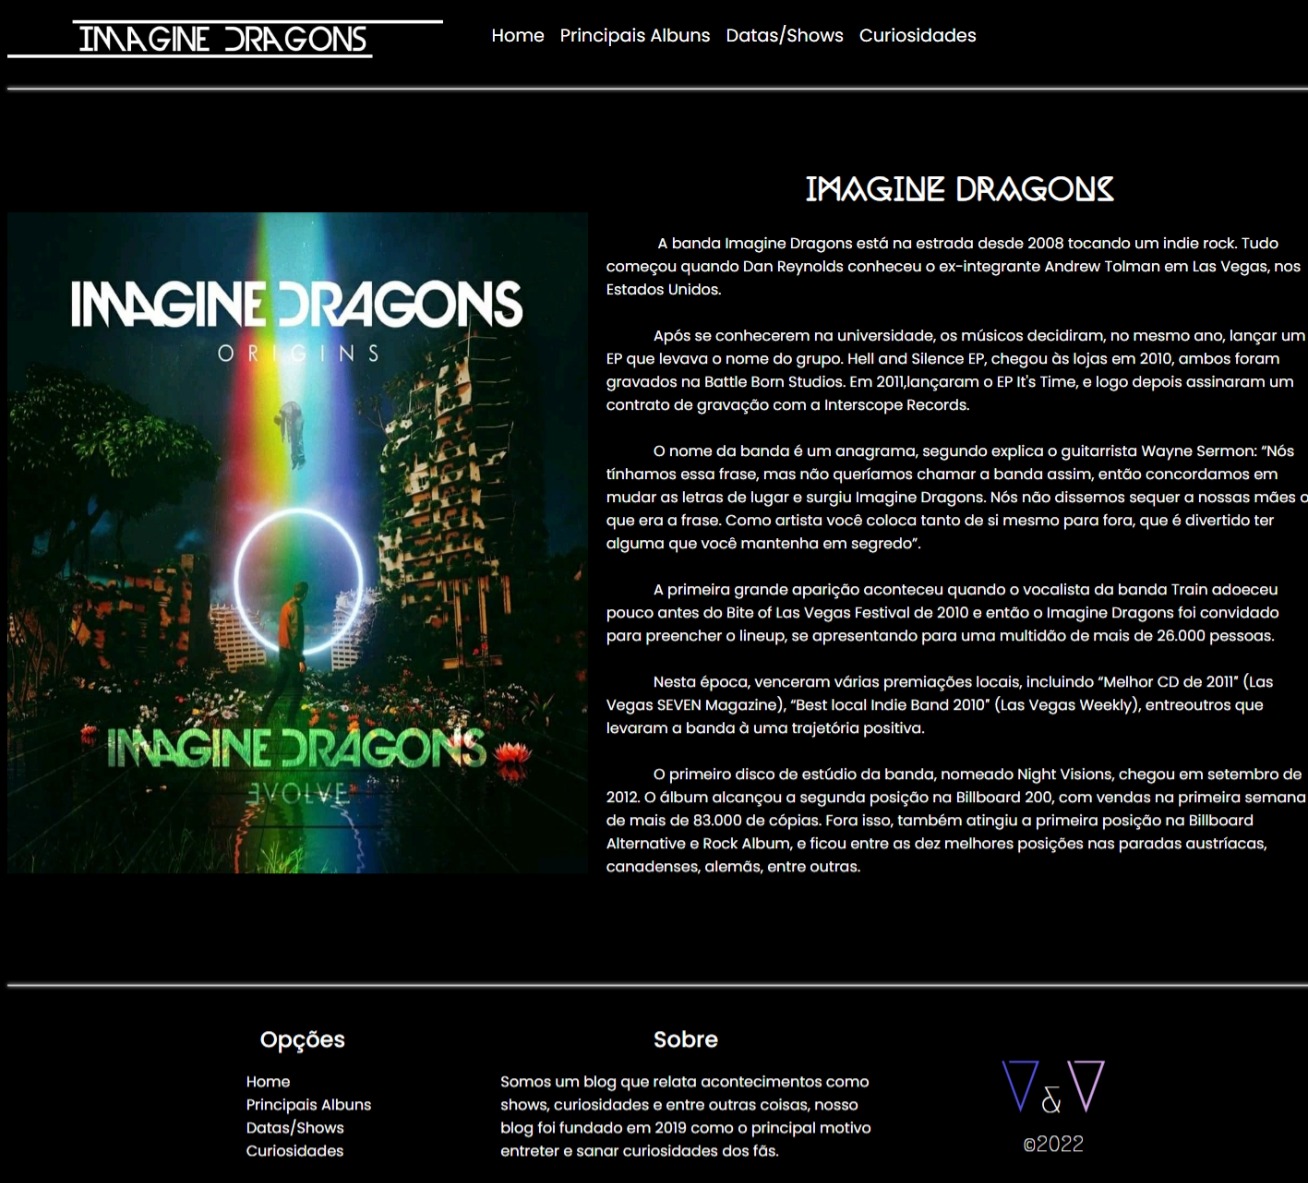 IMAGINE DRAGONS
Home Principais Albuns Datas/Shows Curiosidades
IMAGINE DRAGONS
ORIGINS
IMAGINE DRAGONS
EVOLVE
IMAGINE DRAGONS
A banda Imagine Dragons está na estrada desde 2008 tocando um indie rock. Tudo
começou quando Dan Reynolds conheceu o ex-integrante Andrew Tolman em Las Vegas, nos
Estados Unidos.
Após se conhecerem na universidade, os músicos decidiram, no mesmo ano, lançar um
EP que levava o nome do grupo. Hell and Silence EP, chegou às lojas em 2010, ambos foram
gravados na Battle Born Studios. Em 2011,lançaram o EP It's Time, e logo depois assinaram um
contrato de gravação com a Interscope Records.
O nome da banda é um anagrama, segundo explica o guitarrista Wayne Sermon: “Nós
tínhamos essa frase, mas não queríamos chamar a banda assim, então concordamos em
mudar as letras de lugar e surgiu Imagine Dragons. Nós não dissemos sequer a nossas mães o
que era a frase. Como artista você coloca tanto de si mesmo para fora, que é divertido ter
alguma que você mantenha em segredo”.
A primeira grande aparição aconteceu quando o vocalista da banda Train adoeceu
pouco antes do Bite of Las Vegas Festival de 2010 e então o Imagine Dragons foi convidado
para preencher o lineup, se apresentando para uma multidão de mais de 26.000 pessoas.
Nesta época, venceram várias premiações locais, incluindo “Melhor CD de 2011” (Las
Vegas SEVEN Magazine), “Best local Indie Band 2010” (Las Vegas Weekly), entreoutros que
levaram a banda à uma trajetória positiva.
O primeiro disco de estúdio da banda, nomeado Night Visions, chegou em setembro de
2012. O álbum alcançou a segunda posição na Billboard 200, com vendas na primeira semana
de mais de 83.000 de cópias. Fora isso, também atingiu a primeira posição na Billboard
Alternative e Rock Album, e ficou entre as dez melhores posições nas paradas austríacas,
canadenses, alemãs, entre outras.
Opções
Home
Principais Albuns
Datas/Shows
Curiosidades
Sobre
Somos um blog que relata acontecimentos como
shows, curiosidades e entre outras coisas, nosso
blog foi fundado em 2019 como o principal motivo
entreter e sanar curiosidades dos fãs.
V & V
©2022